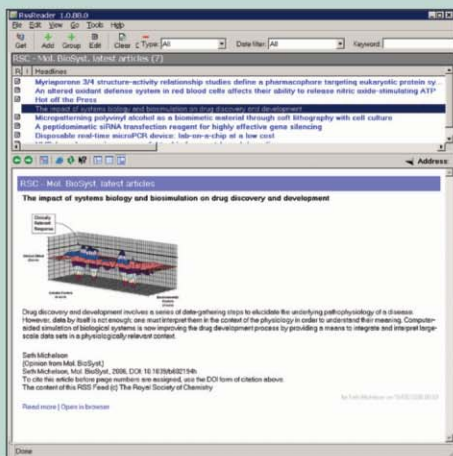 RssReader 1.0.88.0
File Edit View Go Tools Help
Get Add Group Edit Clear Type: All Date filter: All Keyword:
RSC - Mol. BioSyst. latest articles (7)
R ! Headlines
Myriaporone 3/4 structure-activity relationship studies define a pharmacophore targeting eukaryotic protein sy...
An altered oxidant defense system in red blood cells affects their ability to release nitric oxide-stimulating ATP
Hot off the Press
The impact of systems biology and biosimulation on drug discovery and development
Micropatterning polyvinyl alcohol as a biomimetic material through soft lithography with cell culture
A peptidomimetic siRNA transfection reagent for highly effective gene silencing
Disposable real-time microPCR device: lab-on-a-chip at a low cost
Address:
RSC - Mol. BioSyst. latest articles
The impact of systems biology and biosimulation on drug discovery and development
Clinically
Relevant
Response
Drug discovery and development involves a series of data-gathering steps to elucidate the underlying pathophysiology of a disease.
However, data by itself is not enough; one must interpret them in the context of the physiology in order to understand their meaning. Computer-
aided simulation of biological systems is now improving the drug development process by providing a means to integrate and interpret large-
scale data sets in a physiologically relevant context.
Seth Michelson
(Opinion from Mol. BioSyst.)
Seth Michelson, Mol. BioSyst., 2006, DOI: 10.1039/b602194h
To cite this article before page numbers are assigned, use the DOI form of citation above.
The content of this RSS Feed (c) The Royal Society of Chemistry
Read more | Open in browser
Done